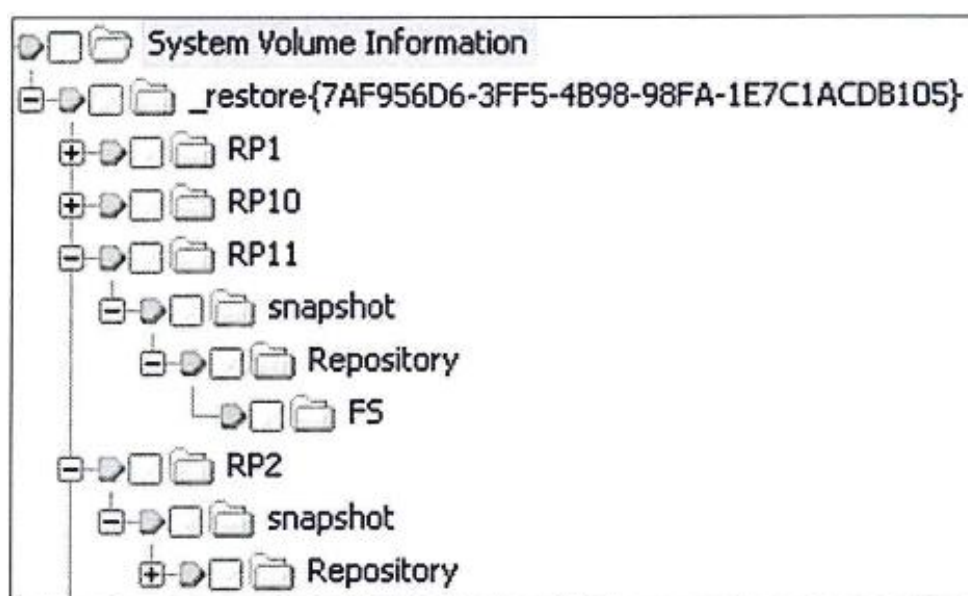 System Volume Information
_restore{7AF956D6-3FF5-4B98-98FA-1E7C1ACDB105}
RP1
RP10
RP11
snapshot
Repository
FS
RP2
snapshot
Repository